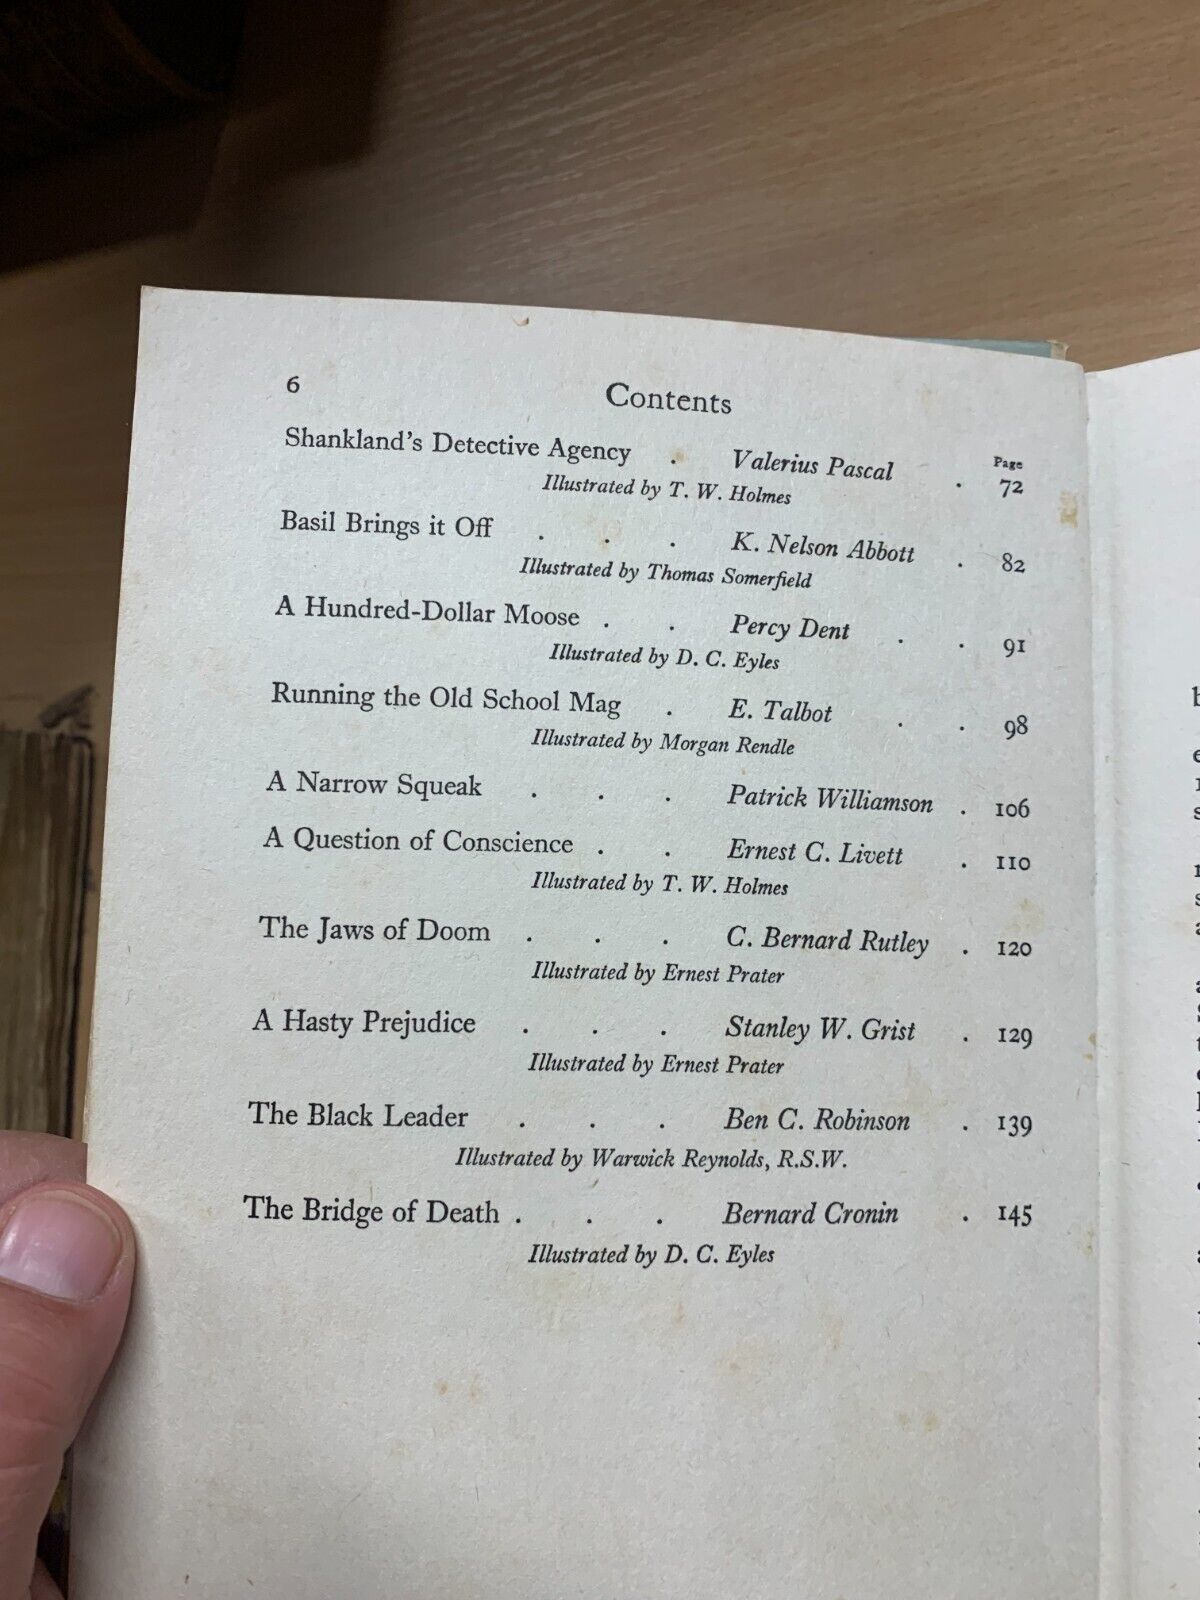 6
Contents
Page
Shankland's Detective Agency . Valerius Pascal . 72
Illustrated by T. W. Holmes
Basil Brings it Off . . . K. Nelson Abbott . 82
Illustrated by Thomas Somerfield
A Hundred-Dollar Moose . . Percy Dent . . 91
Illustrated by D. C. Eyles
Running the Old School Mag . E. Talbot . . 98
Illustrated by Morgan Rendle
A Narrow Squeak . . . Patrick Williamson . 106
A Question of Conscience . . Ernest C. Livett . 110
Illustrated by T. W. Holmes
The Jaws of Doom . . . C. Bernard Rutley . 120
Illustrated by Ernest Prater
A Hasty Prejudice . . . Stanley W. Grist . 129
Illustrated by Ernest Prater
The Black Leader . . . Ben C. Robinson . 139
Illustrated by Warwick Reynolds, R.S.W.
The Bridge of Death . . . Bernard Cronin . 145
Illustrated by D. C. Eyles